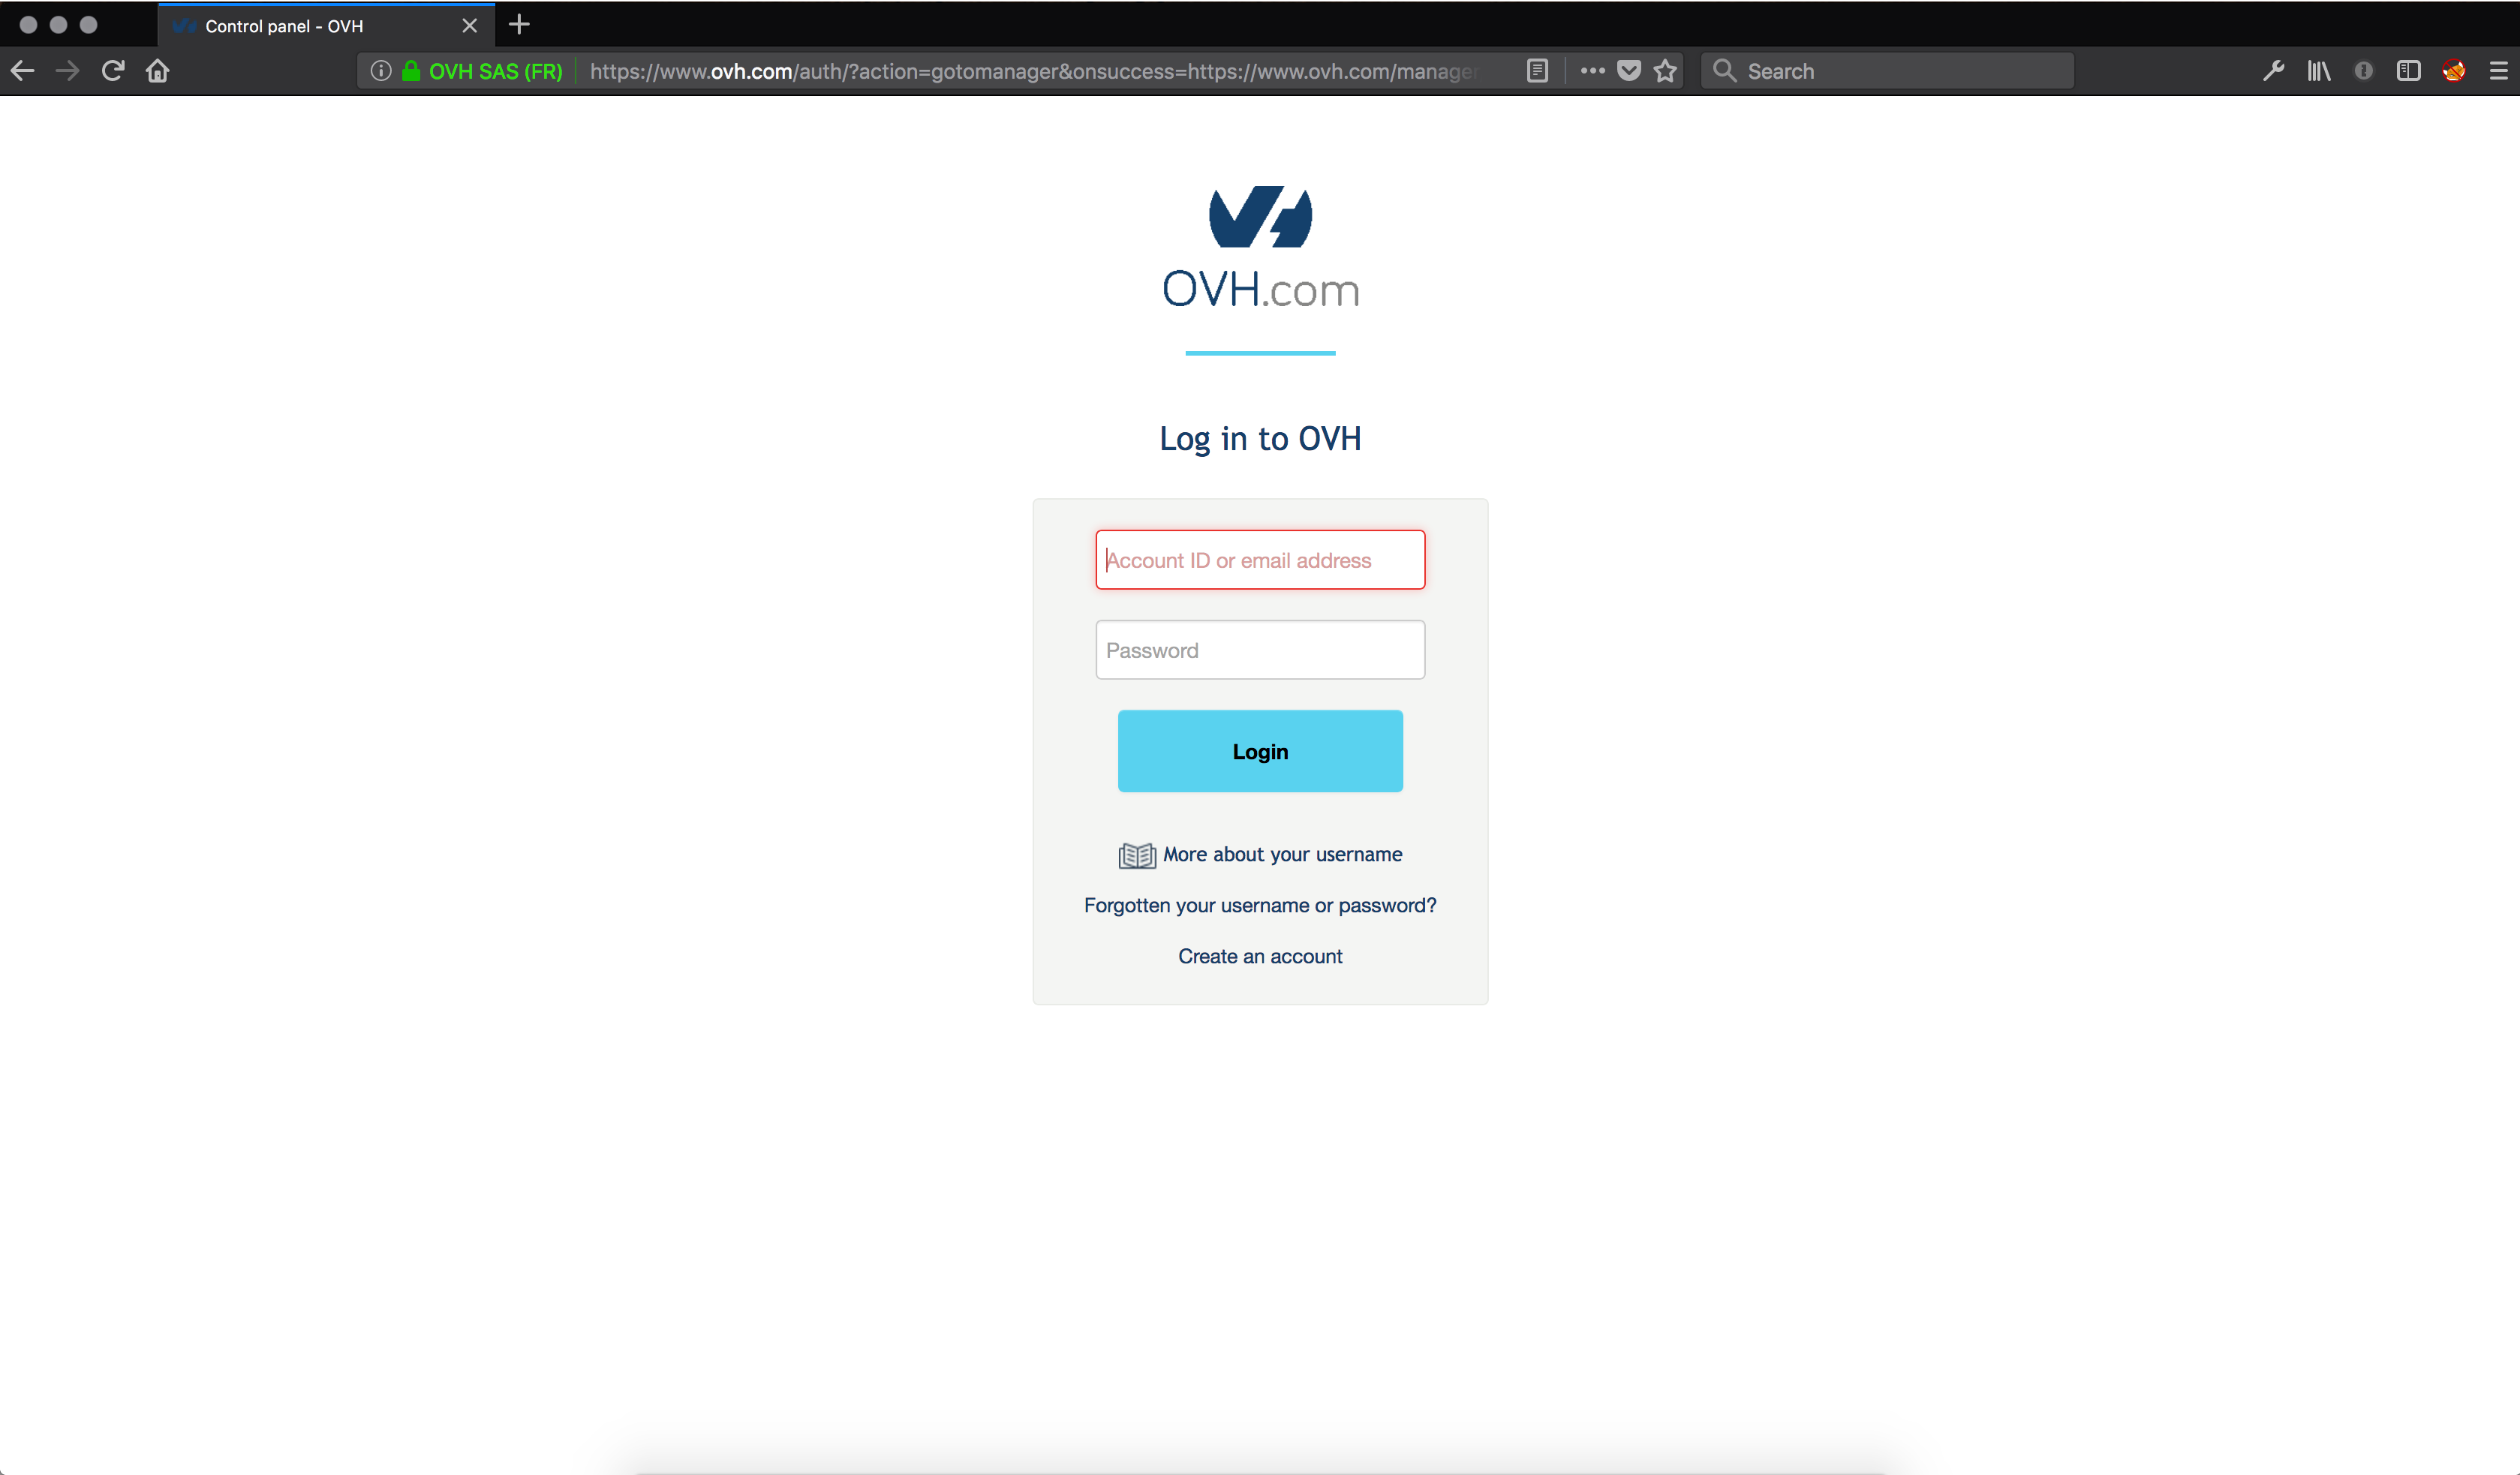 Control panel - OVH
OVH SAS (FR) https://www.ovh.com/auth/?action=gotomanager&onsuccess=https://www.ovh.com/manager
Search
OVH.com
Log in to OVH
Account ID or email address
Password
Login
More about your username
Forgotten your username or password?
Create an account